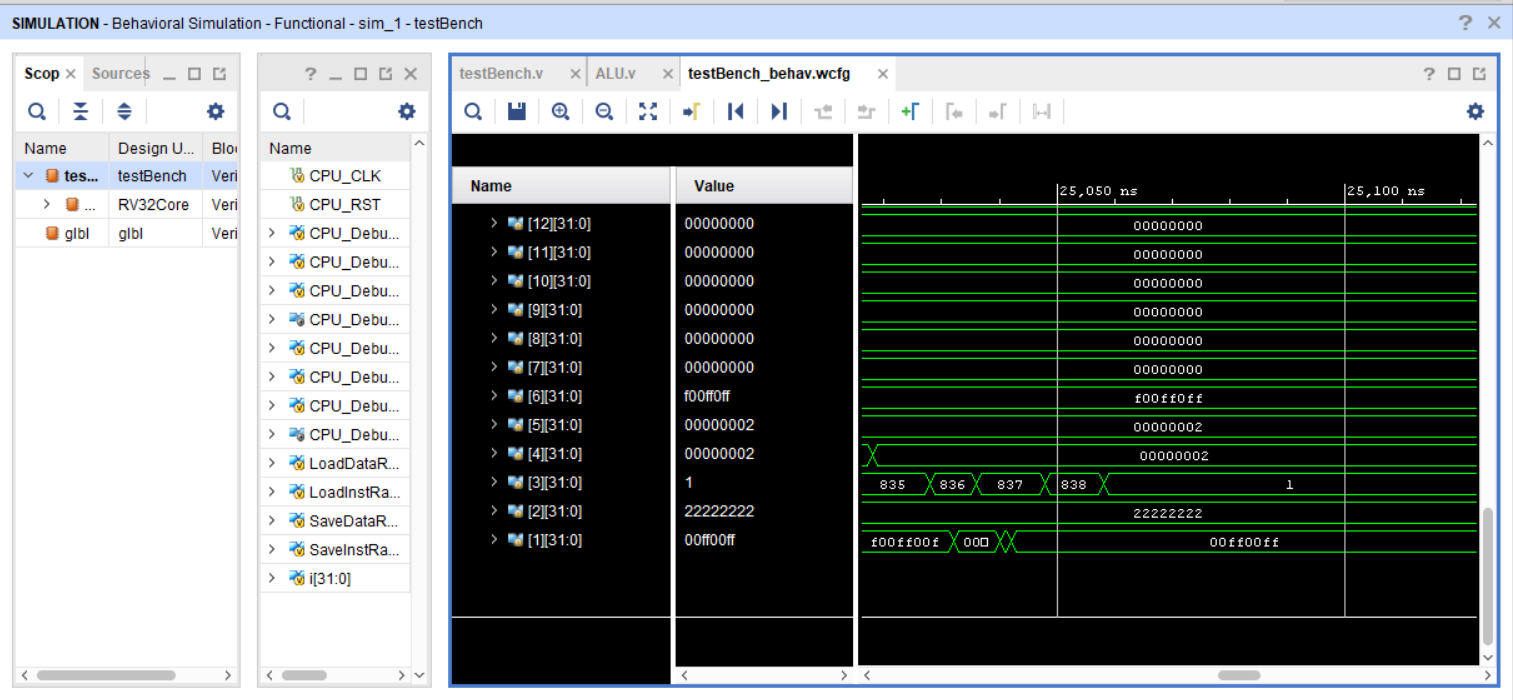 SIMULATION - Behavioral Simulation - Functional - sim_1 - testBench
Scop Sources
Name Design U... Blo
tes... testBench Veri
... RV32Core Veri
glbl glbl Veri
Name
CPU_CLK
CPU_RST
CPU_Debu...
CPU_Debu...
CPU_Debu...
CPU_Debu...
CPU_Debu...
CPU_Debu...
CPU_Debu...
CPU_Debu...
LoadDataR...
LoadInstRa...
SaveDataR...
SaveInstRa...
i[31:0]
testBench.v ALU.v testBench_behav.wcfg
Name Value
25,050 ns 25,100 ns
[12][31:0] 00000000 00000000
[11][31:0] 00000000 00000000
[10][31:0] 00000000 00000000
[9][31:0] 00000000 00000000
[8][31:0] 00000000 00000000
[7][31:0] 00000000 00000000
[6][31:0] f00ff0ff f00ff0ff
[5][31:0] 00000002 00000002
[4][31:0] 00000002 00000002
[3][31:0] 1 835 836 837 838 1
[2][31:0] 22222222 22222222
[1][31:0] 00ff00ff f00ff00f 00 00ff00ff